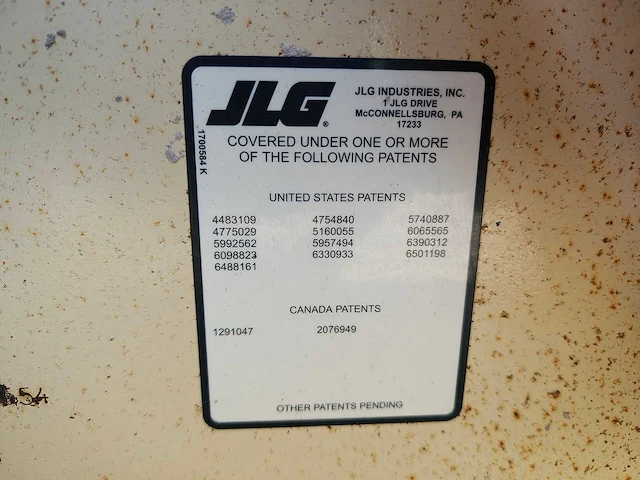 JLG®
JLG INDUSTRIES, INC.
1 JLG DRIVE
McCONNELLSBURG, PA
17233
1700584 K
COVERED UNDER ONE OR MORE
OF THE FOLLOWING PATENTS
UNITED STATES PATENTS
4483109 4754840 5740887
4775029 5160055 6065565
5992562 5957494 6390312
6098823 6330933 6501198
6488161
CANADA PATENTS
1291047 2076949
OTHER PATENTS PENDING